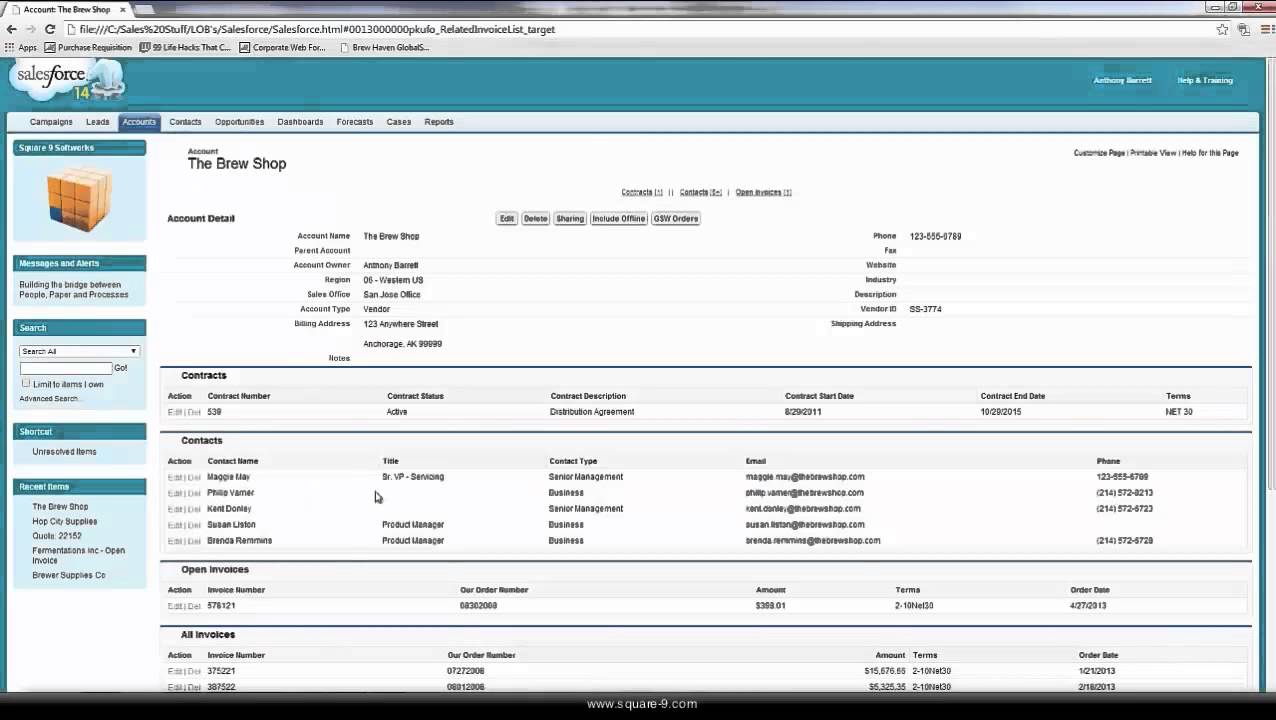 Account: The Brew Shop
file:///C:/Sales%20Stuff/LOB's/Salesforce/Salesforce.html#0013000000pkufo_RelatedInvoiceList_target
Apps Purchase Requisition 99 Life Hacks That C... Corporate Web For... Brew Haven GlobalS...
salesforce
14
Anthony Barrett Help & Training
Campaigns Leads Accounts Contacts Opportunities Dashboards Forecasts Cases Reports
Square 9 Softworks
Messages and Alerts
Building the bridge between
People, Paper and Processes
Search
Search All
Go!
Limit to items I own
Advanced Search...
Shortcut
Unresolved Items
Recent Items
The Brew Shop
Hop City Supplies
Quote: 22152
Fermentations Inc - Open
Invoice
Brewer Supplies Co
Account
The Brew Shop
Customize Page | Printable View | Help for this Page
Contracts [1] || Contacts [5+] | Open Invoices [1]
Account Detail Edit Delete Sharing Include Offline GSW Orders
Account Name The Brew Shop Phone 123-555-6789
Parent Account Fax
Account Owner Anthony Barrett Website
Region 06 - Western US Industry
Sales Office San Jose Office Description
Account Type Vendor Vendor ID SS-3774
Billing Address 123 Anywhere Street Shipping Address
Anchorage, AK 99999
Notes
Contracts
Action Contract Number Contract Status Contract Description Contract Start Date Contract End Date Terms
Edit | Del 539 Active Distribution Agreement 8/29/2011 10/29/2015 NET 30
Contacts
Action Contact Name Title Contact Type Email Phone
Edit | Del Maggie May Sr. VP - Servicing Senior Management maggie.may@thebrewshop.com 123-555-6789
Edit | Del Philip Varner Business philip.varner@thebrewshop.com (214) 572-8213
Edit | Del Kent Donley Senior Management kent.donley@thebrewshop.com (214) 572-6723
Edit | Del Susan Liston Product Manager Business susan.liston@thebrewshop.com
Edit | Del Brenda Remmins Product Manager Business brenda.remmins@thebrewshop.com (214) 572-6728
Open Invoices
Action Invoice Number Our Order Number Amount Terms Order Date
Edit | Del 578121 08302008 $398.01 2-10Net30 4/27/2013
All Invoices
Action Invoice Number Our Order Number Amount Terms Order Date
Edit | Del 375221 07272008 $15,676.66 2-10Net30 1/21/2013
Edit | Del 387522 08012008 $5,325.35 2-10Net30 2/18/2013
www.square-9.com